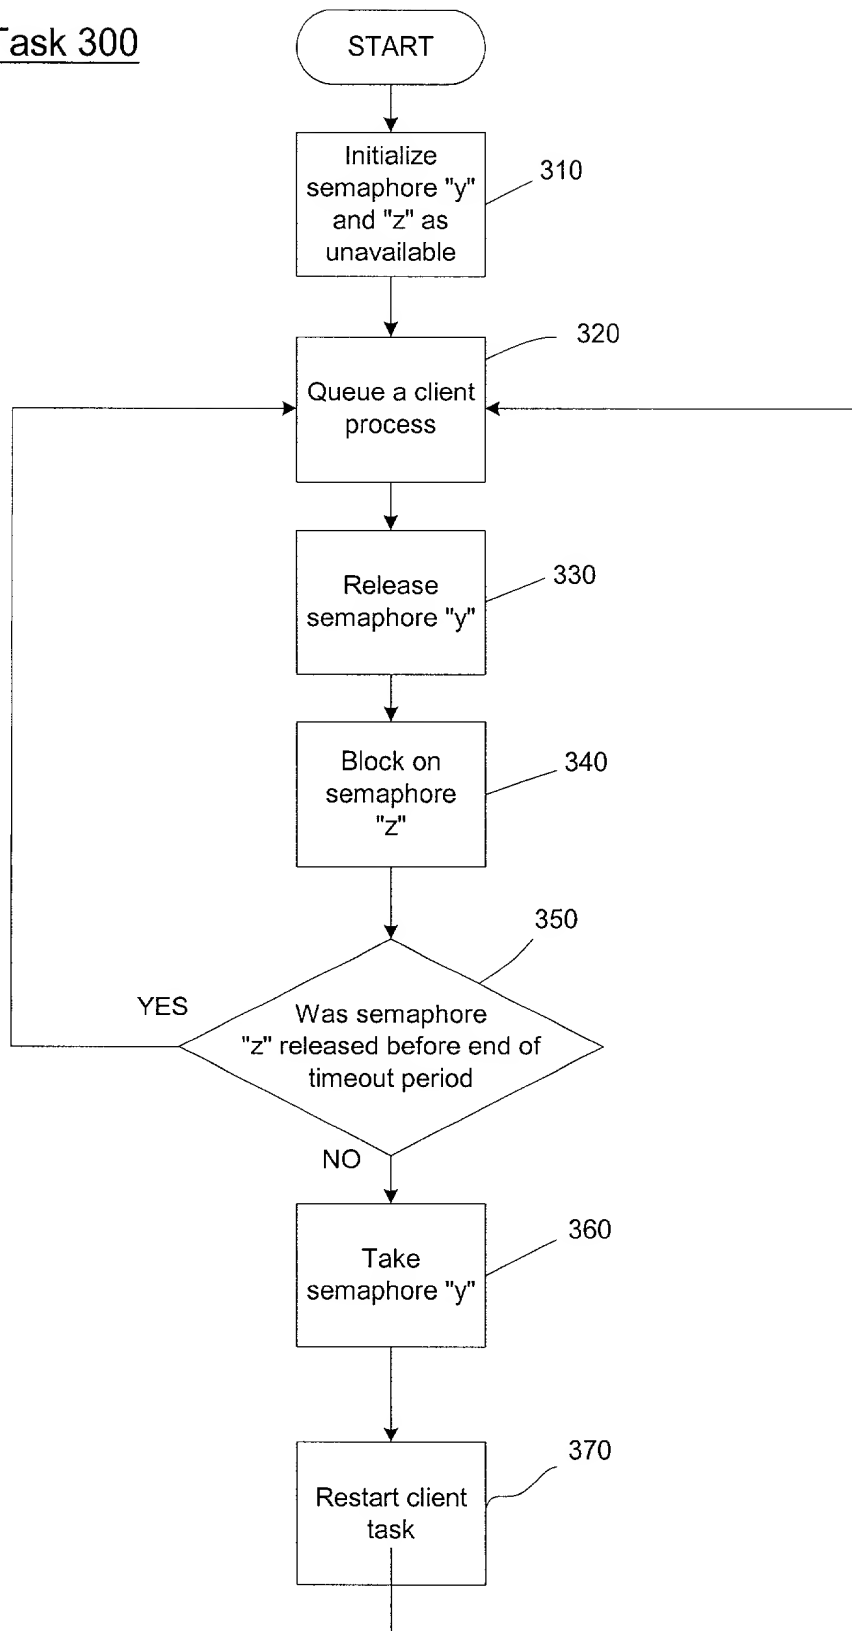 Task 300
START
Initialize
semaphore "y"
and "z" as
unavailable
310
320
Queue a client
process
330
Release
semaphore "y"
340
Block on
semaphore
"z"
350
YES
Was semaphore
"z" released before end of
timeout period
NO
360
Take
semaphore "y"
370
Restart client
task